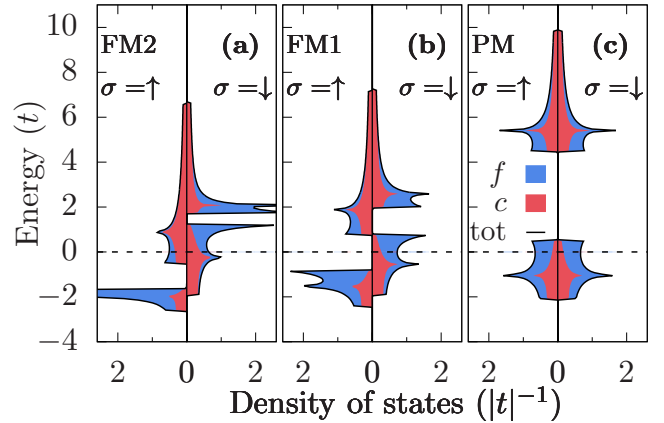 FM2 (a) FM1 (b) PM (c)
σ =↑ σ =↓ σ =↑ σ =↓ σ =↑ σ =↓
10
8
6
4
2
0
−2
−4
Energy (t)
f
c
tot
2 0 2 2 0 2 2 0 2
Density of states (|t|⁻¹)